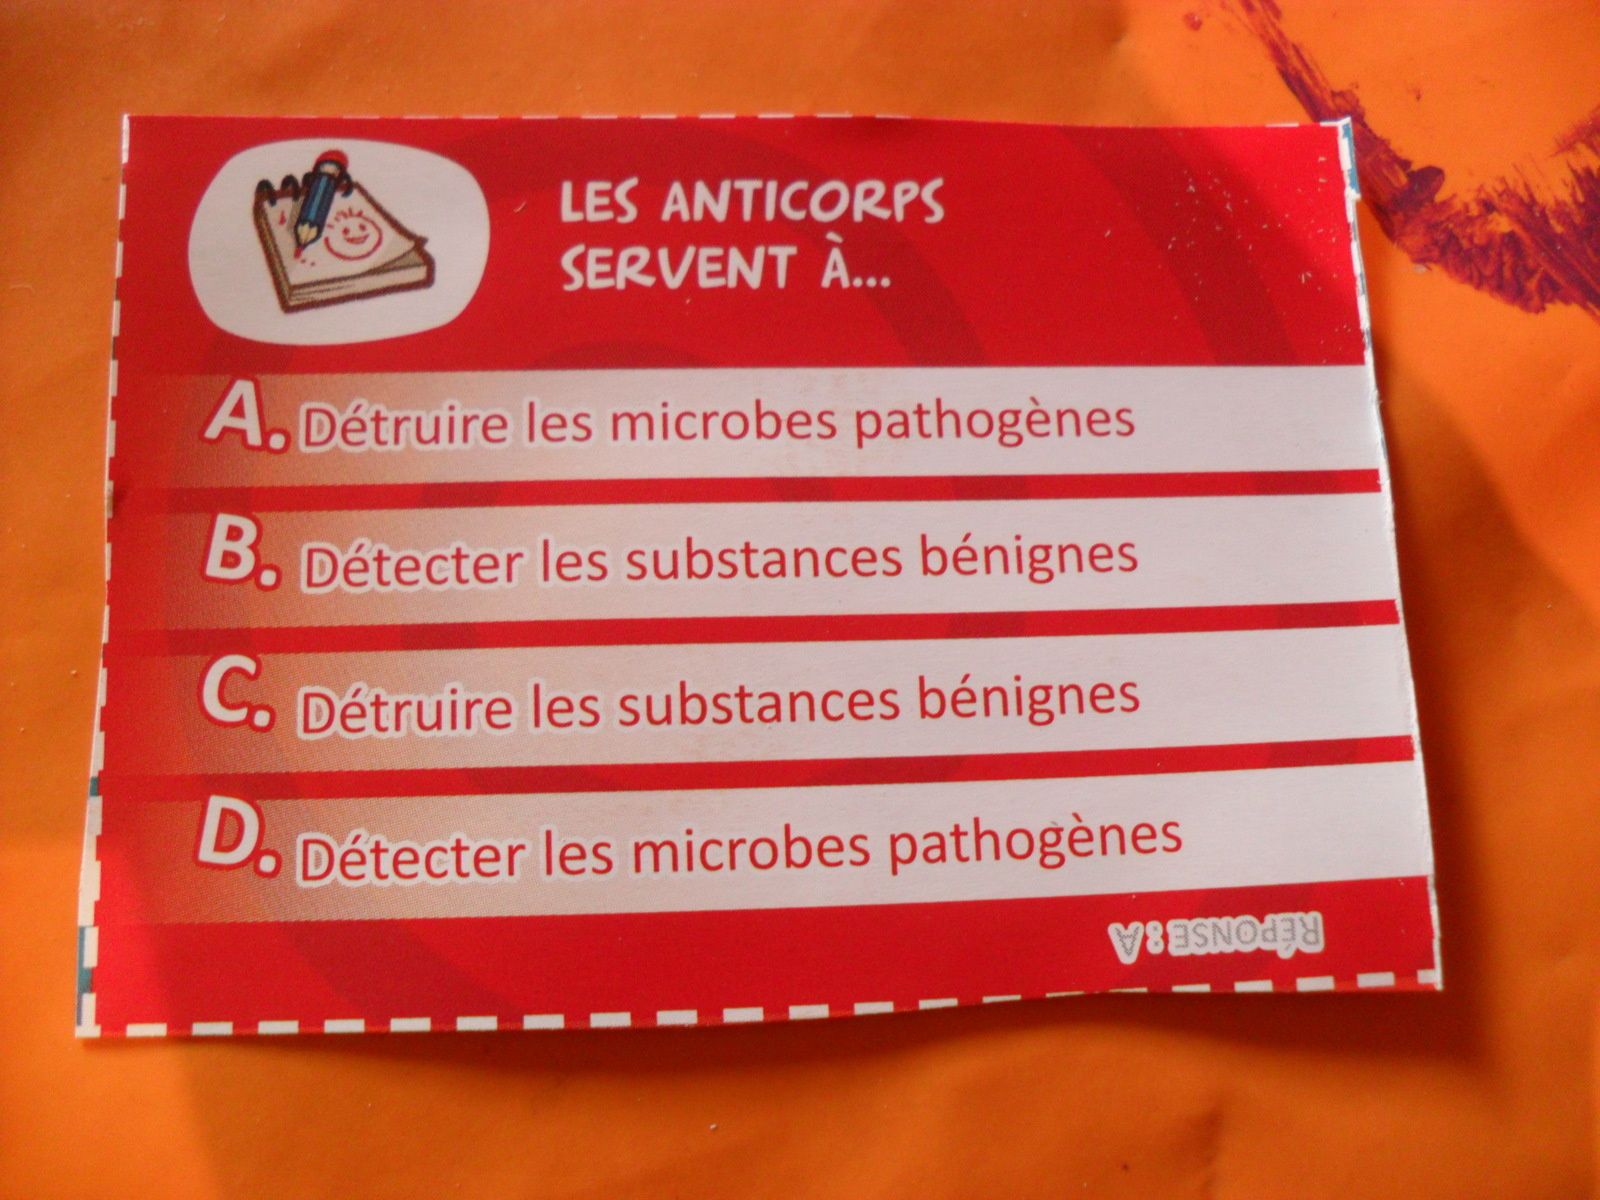 LES ANTICORPS
SERVENT À...
A. Détruire les microbes pathogènes
B. Détecter les substances bénignes
C. Détruire les substances bénignes
D. Détecter les microbes pathogènes
RÉPONSE : A